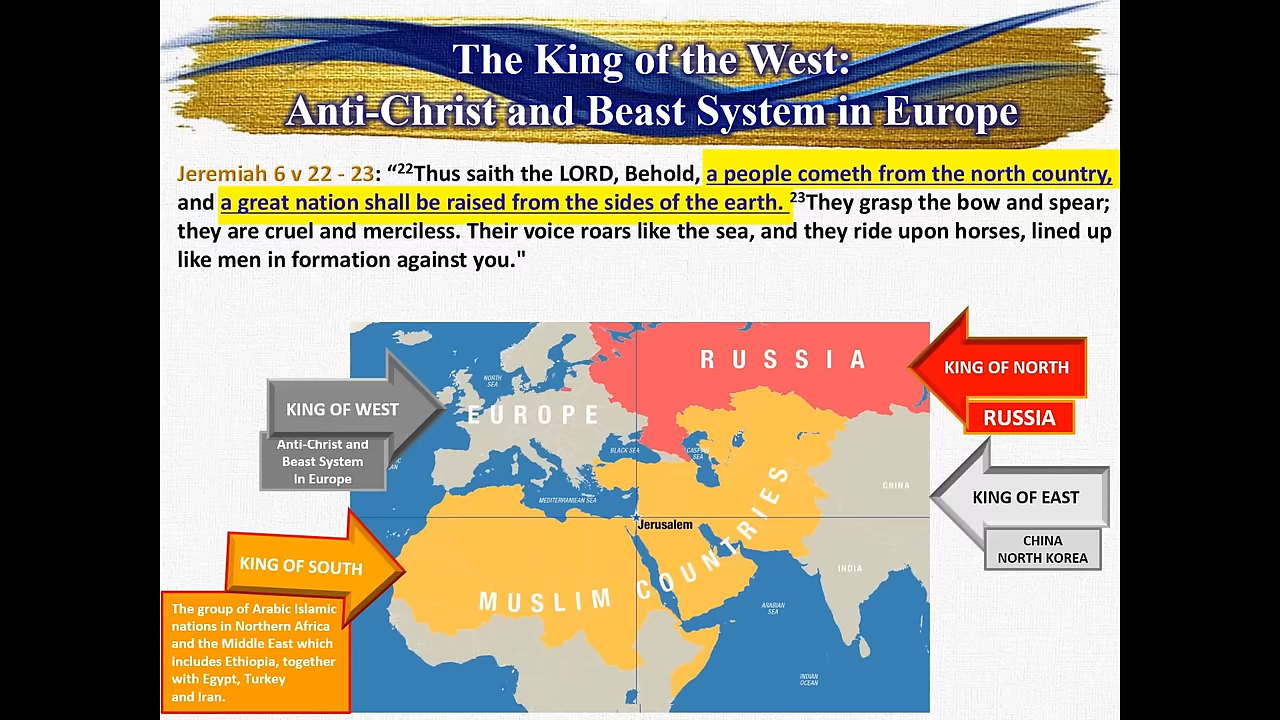 The King of the West:
Anti-Christ and Beast System in Europe
Jeremiah 6 v 22 - 23: “²²Thus saith the LORD, Behold, a people cometh from the north country,
and a great nation shall be raised from the sides of the earth. ²³They grasp the bow and spear;
they are cruel and merciless. Their voice roars like the sea, and they ride upon horses, lined up
like men in formation against you."
RUSSIA
KING OF NORTH
RUSSIA
NORTH
SEA
KING OF WEST
EUROPE
Anti-Christ and
Beast System
in Europe
AN
BLACK SEA
CASPIAN
SEA
CHINA
KING OF EAST
CHINA
NORTH KOREA
MEDITERRANEAN SEA
Jerusalem
KING OF SOUTH
INDIA
MUSLIM COUNTRIES
ARABIAN
SEA
The group of Arabic Islamic
nations in Northern Africa
and the Middle East which
includes Ethiopia, together
with Egypt, Turkey
and Iran.
INDIAN
OCEAN